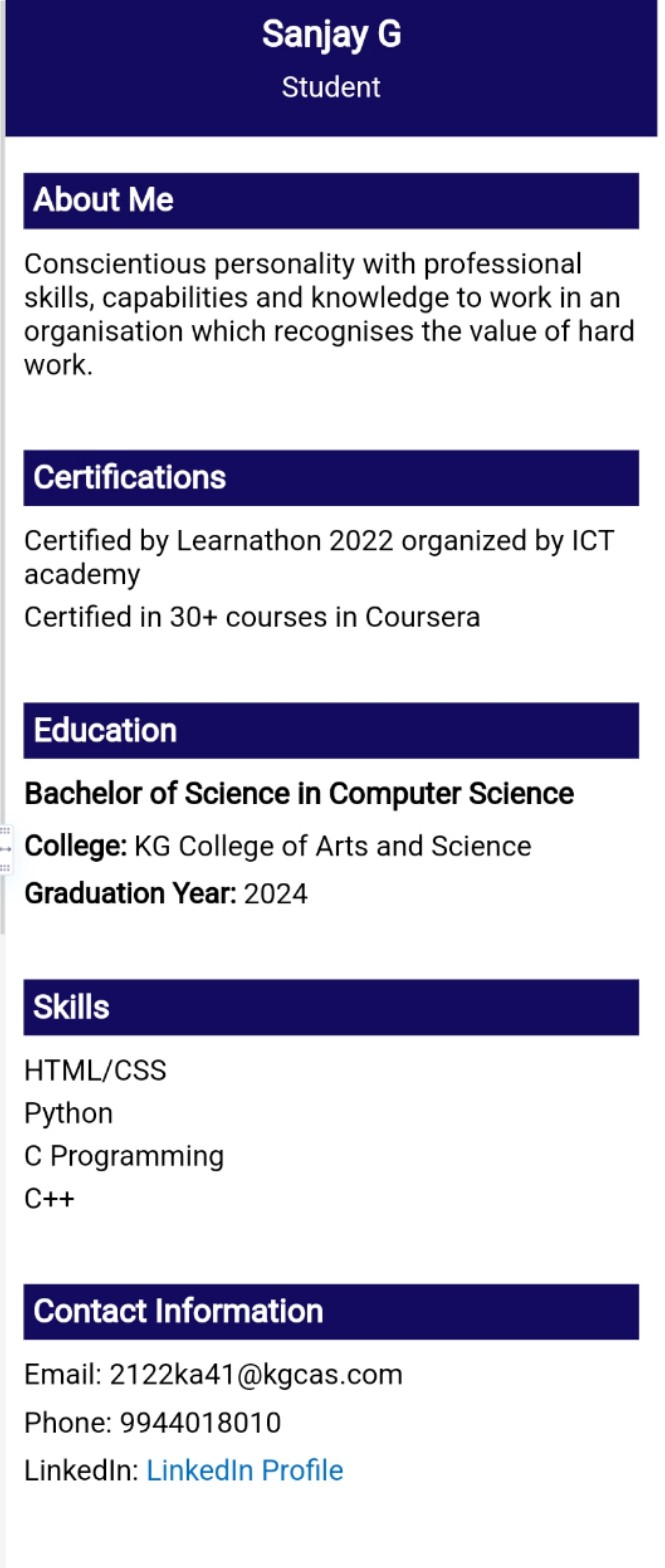 Sanjay G
Student
About Me
Conscientious personality with professional
skills, capabilities and knowledge to work in an
organisation which recognises the value of hard
work.
Certifications
Certified by Learnathon 2022 organized by ICT
academy
Certified in 30+ courses in Coursera
Education
Bachelor of Science in Computer Science
College: KG College of Arts and Science
Graduation Year: 2024
Skills
HTML/CSS
Python
C Programming
C++
Contact Information
Email: 2122ka41@kgcas.com
Phone: 9944018010
LinkedIn: LinkedIn Profile